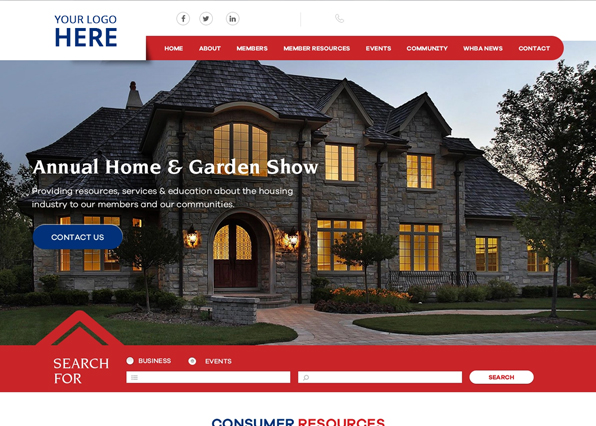 YOUR LOGO
HERE
HOME ABOUT MEMBERS MEMBER RESOURCES EVENTS COMMUNITY WHBA NEWS CONTACT
Annual Home & Garden Show
Providing resources, services & education about the housing
industry to our members and our communities.
CONTACT US
SEARCH
FOR
BUSINESS EVENTS
SEARCH
CONSUMER RESOURCES